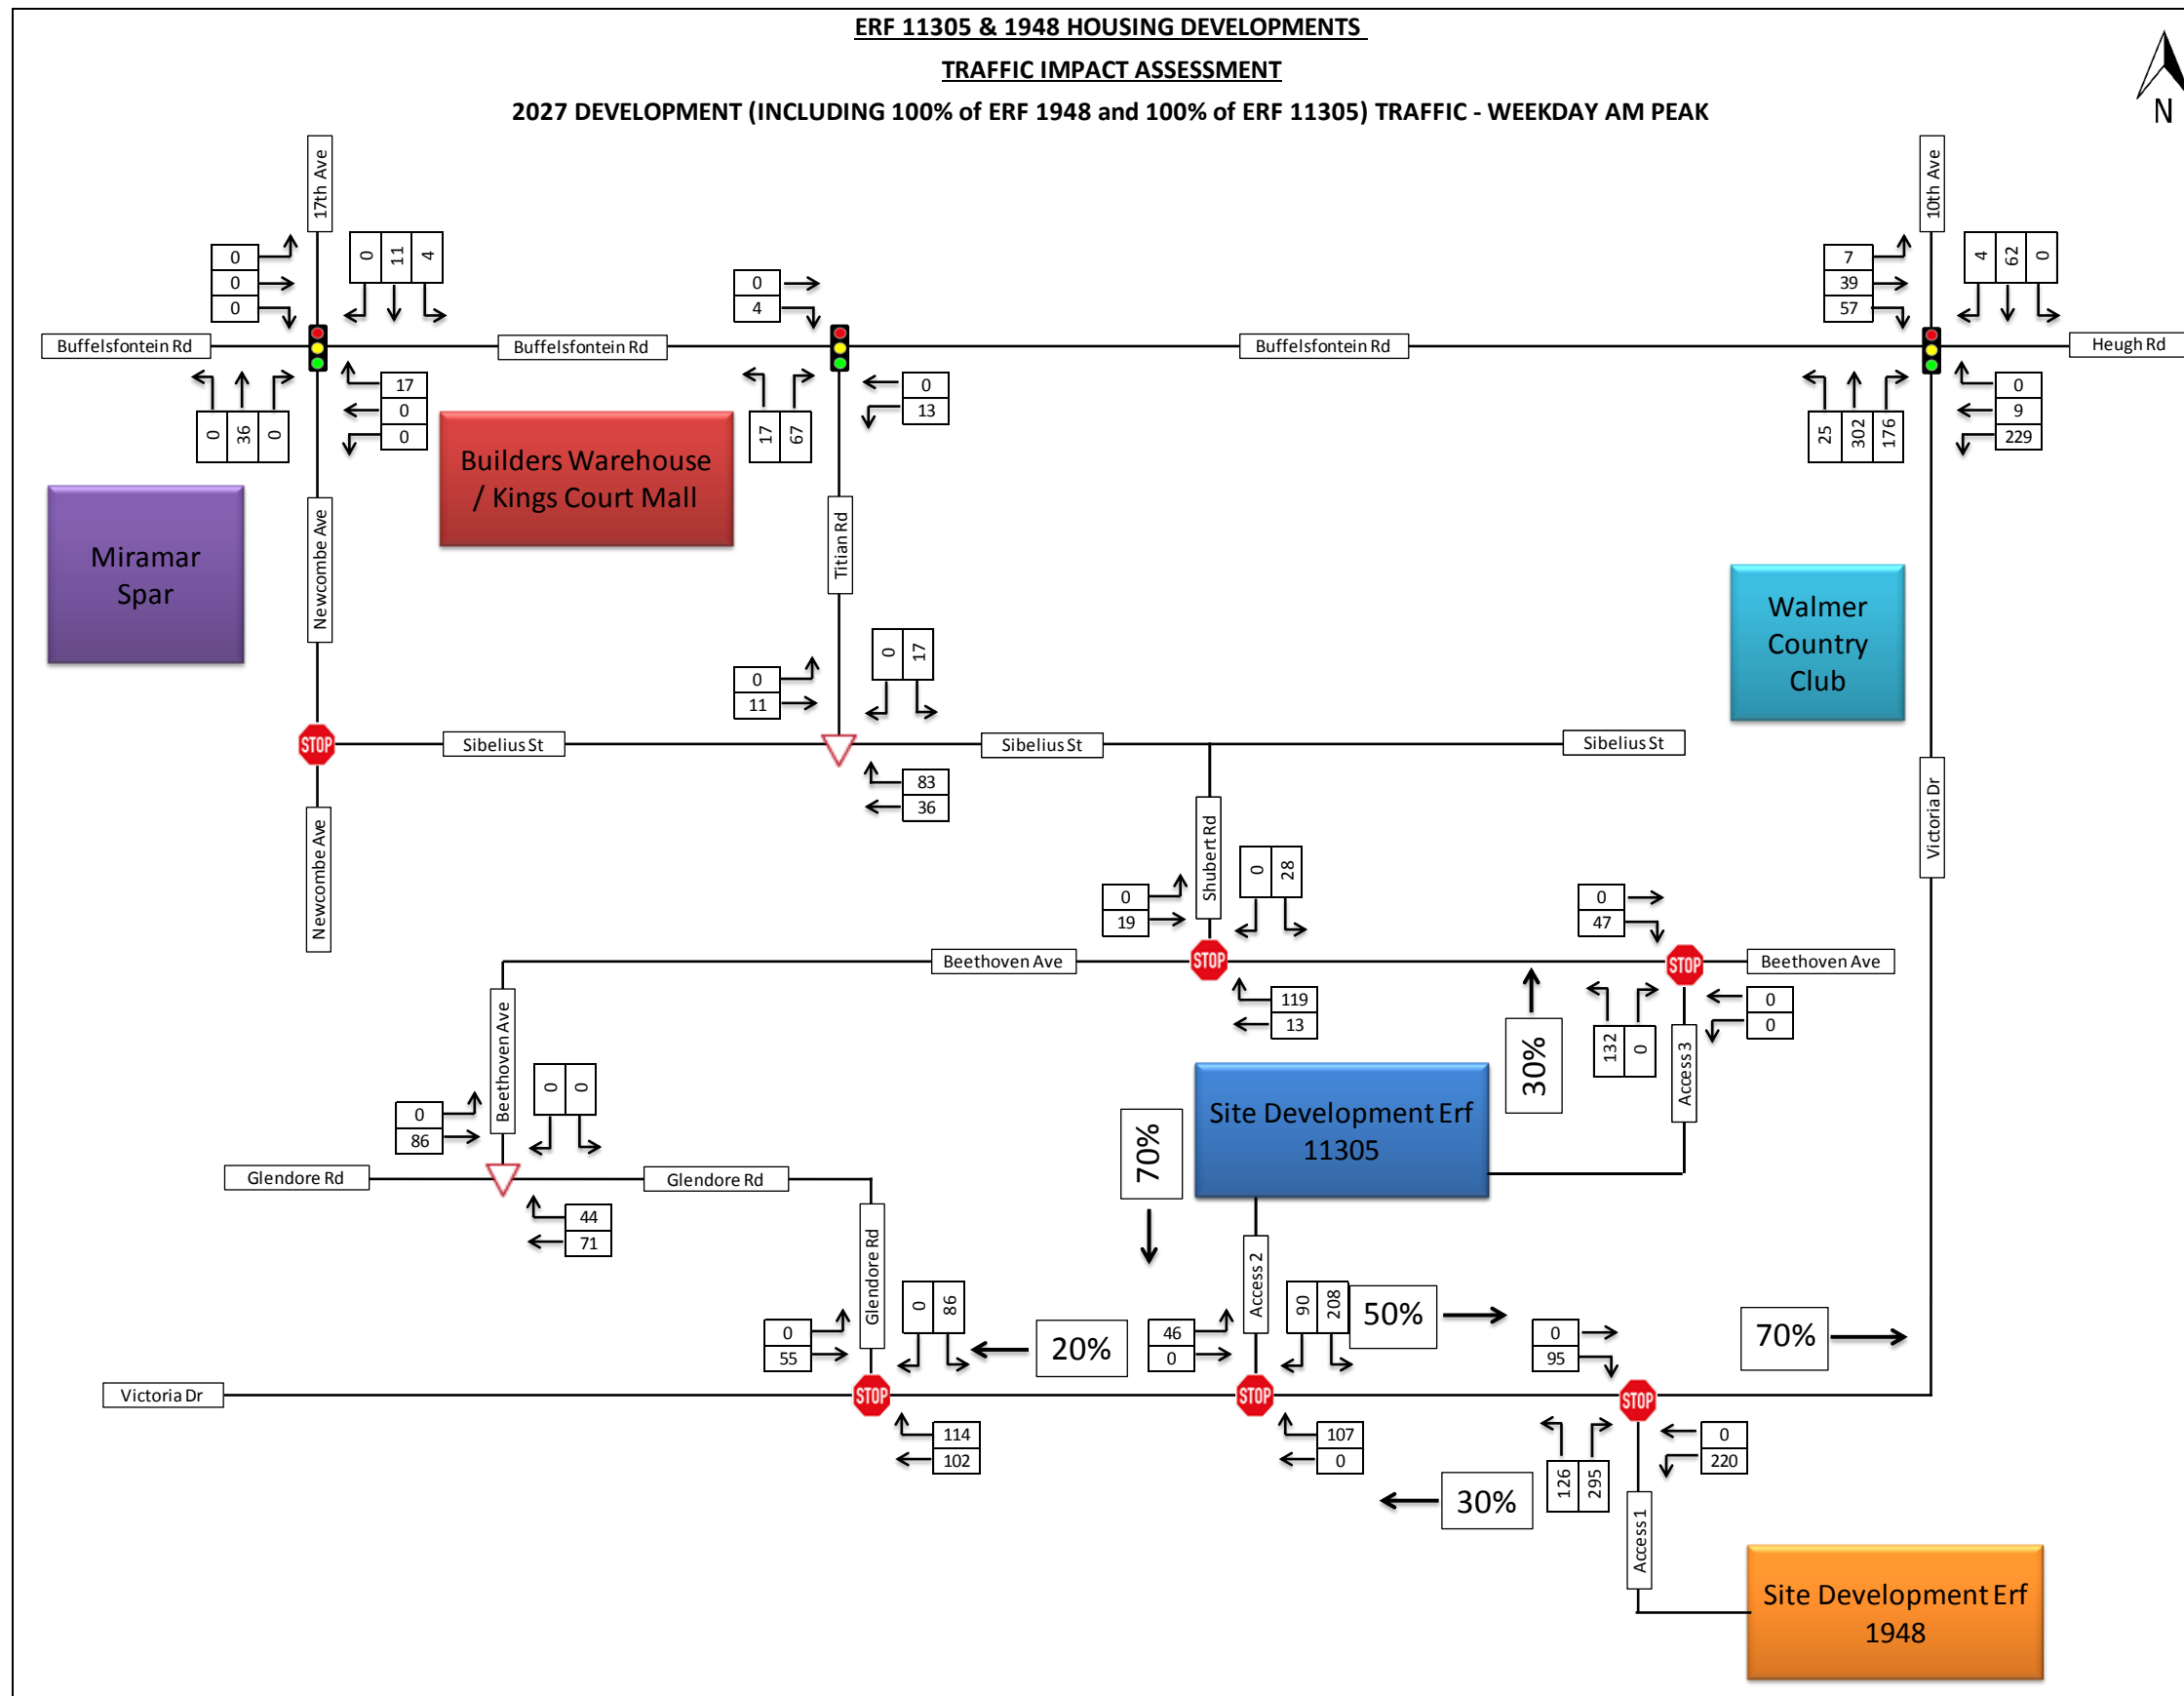 ERF 11305 & 1948 HOUSING DEVELOPMENTS
TRAFFIC IMPACT ASSESSMENT
2027 DEVELOPMENT (INCLUDING 100% of ERF 1948 and 100% of ERF 11305) TRAFFIC - WEEKDAY AM PEAK
N
17th Ave
10th Ave
0
0
0
0 11 4
0
4
7
39
57
4 62 0
Buffelsfontein Rd
Buffelsfontein Rd
Buffelsfontein Rd
Heugh Rd
0 36 0
17
0
0
17 67
0
13
25 302 176
0
9
229
Builders Warehouse
/ Kings Court Mall
Miramar
Spar
Newcombe Ave
Titian Rd
Walmer
Country
Club
0
11
0 17
STOP
Sibelius St
Sibelius St
Sibelius St
83
36
Newcombe Ave
Shubert Rd
Victoria Dr
0
19
0 28
0
47
Beethoven Ave
STOP
STOP
Beethoven Ave
119
13
30%
132 0
0
0
Beethoven Ave
Access 3
0
86
0 0
Site Development Erf
11305
70%
Glendore Rd
Glendore Rd
44
71
Glendore Rd
Access 2
0
55
0 86
20%
46
0
90 208
50%
0
95
70%
Victoria Dr
STOP
STOP
STOP
114
102
107
0
30%
126 295
0
220
Access 1
Site Development Erf
1948